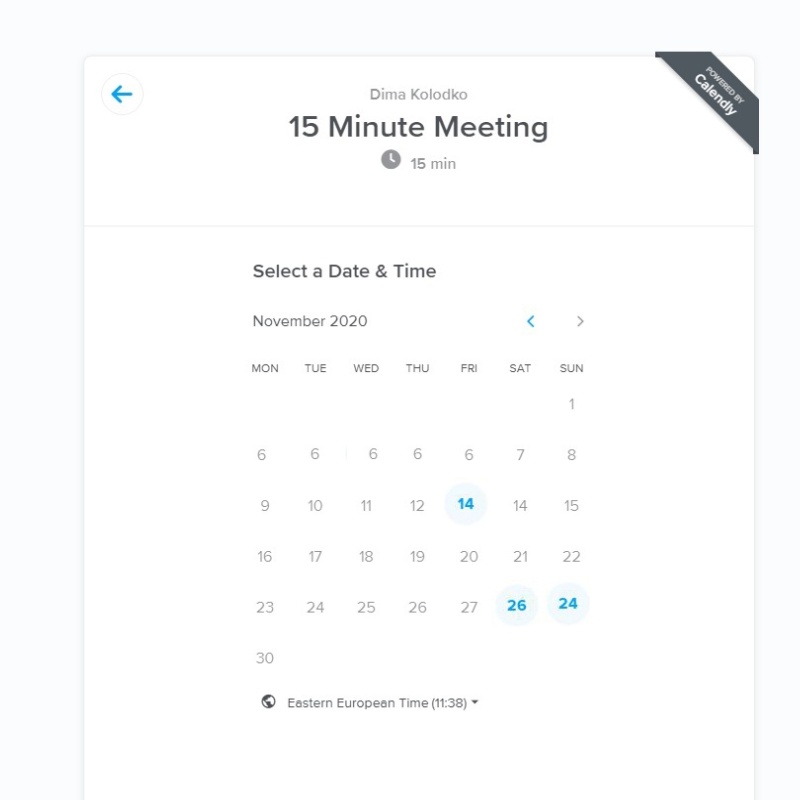 POWERED BY
Calendly
Dima Kolodko
15 Minute Meeting
15 min
Select a Date & Time
November 2020
MON TUE WED THU FRI SAT SUN
1
6 6 6 6 6 7 8
9 10 11 12 14 14 15
16 17 18 19 20 21 22
23 24 25 26 27 26 24
30
Eastern European Time (11:38)